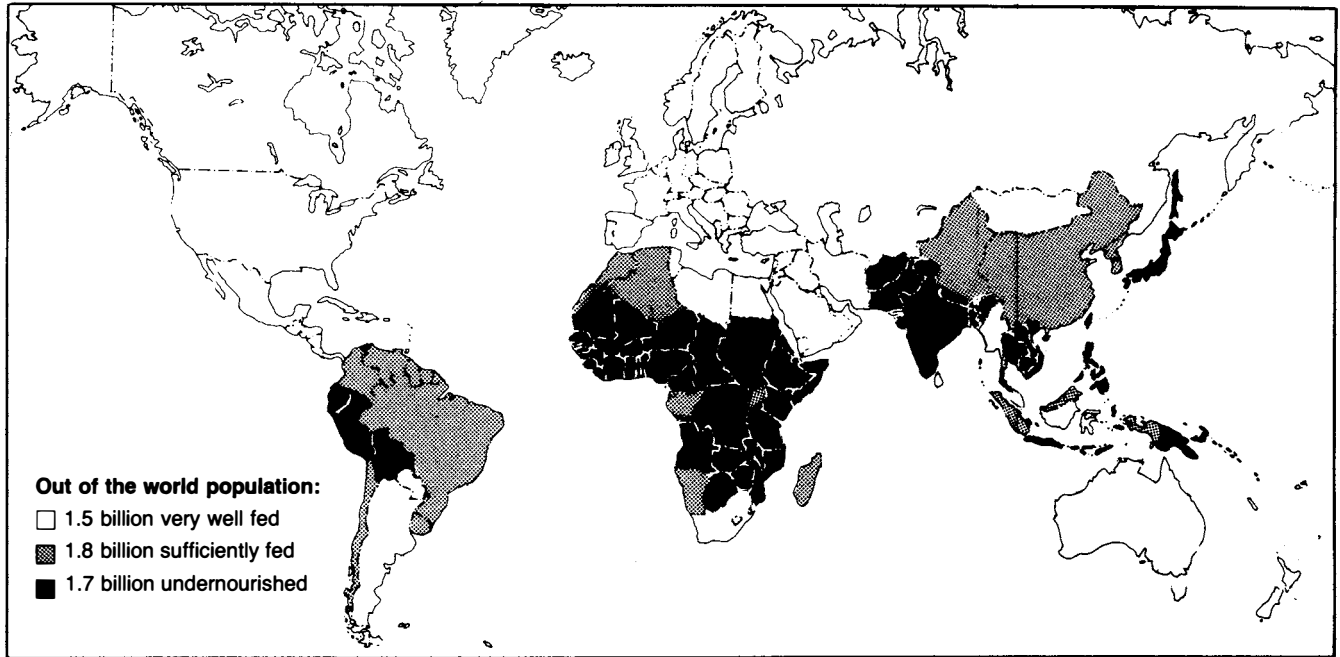 Out of the world population:
1.5 billion very well fed
1.8 billion sufficiently fed
1.7 billion undernourished